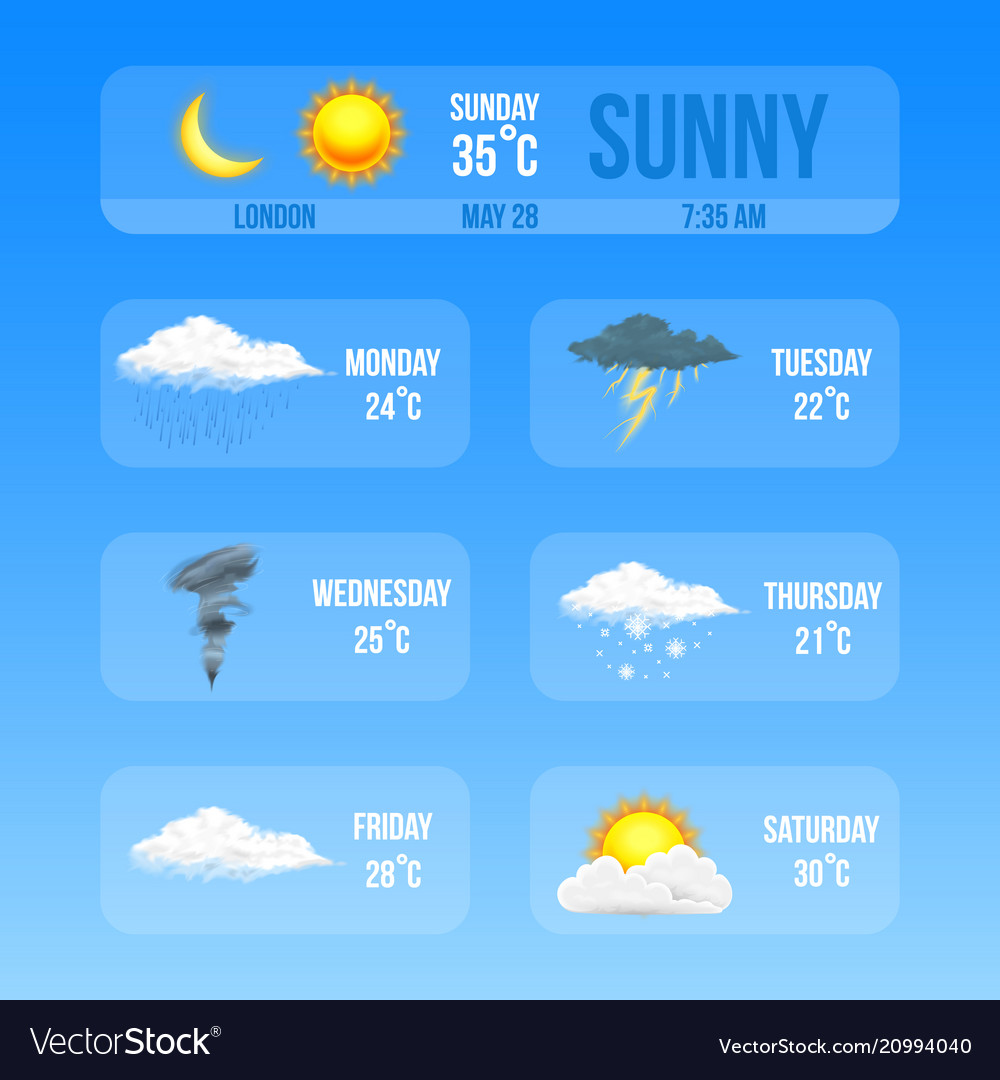 SUNDAY
35°C
SUNNY
LONDON MAY 28 7:35 AM
MONDAY
24°C
TUESDAY
22°C
WEDNESDAY
25°C
THURSDAY
21°C
FRIDAY
28°C
SATURDAY
30°C
VectorStock®
VectorStock.com/20994040